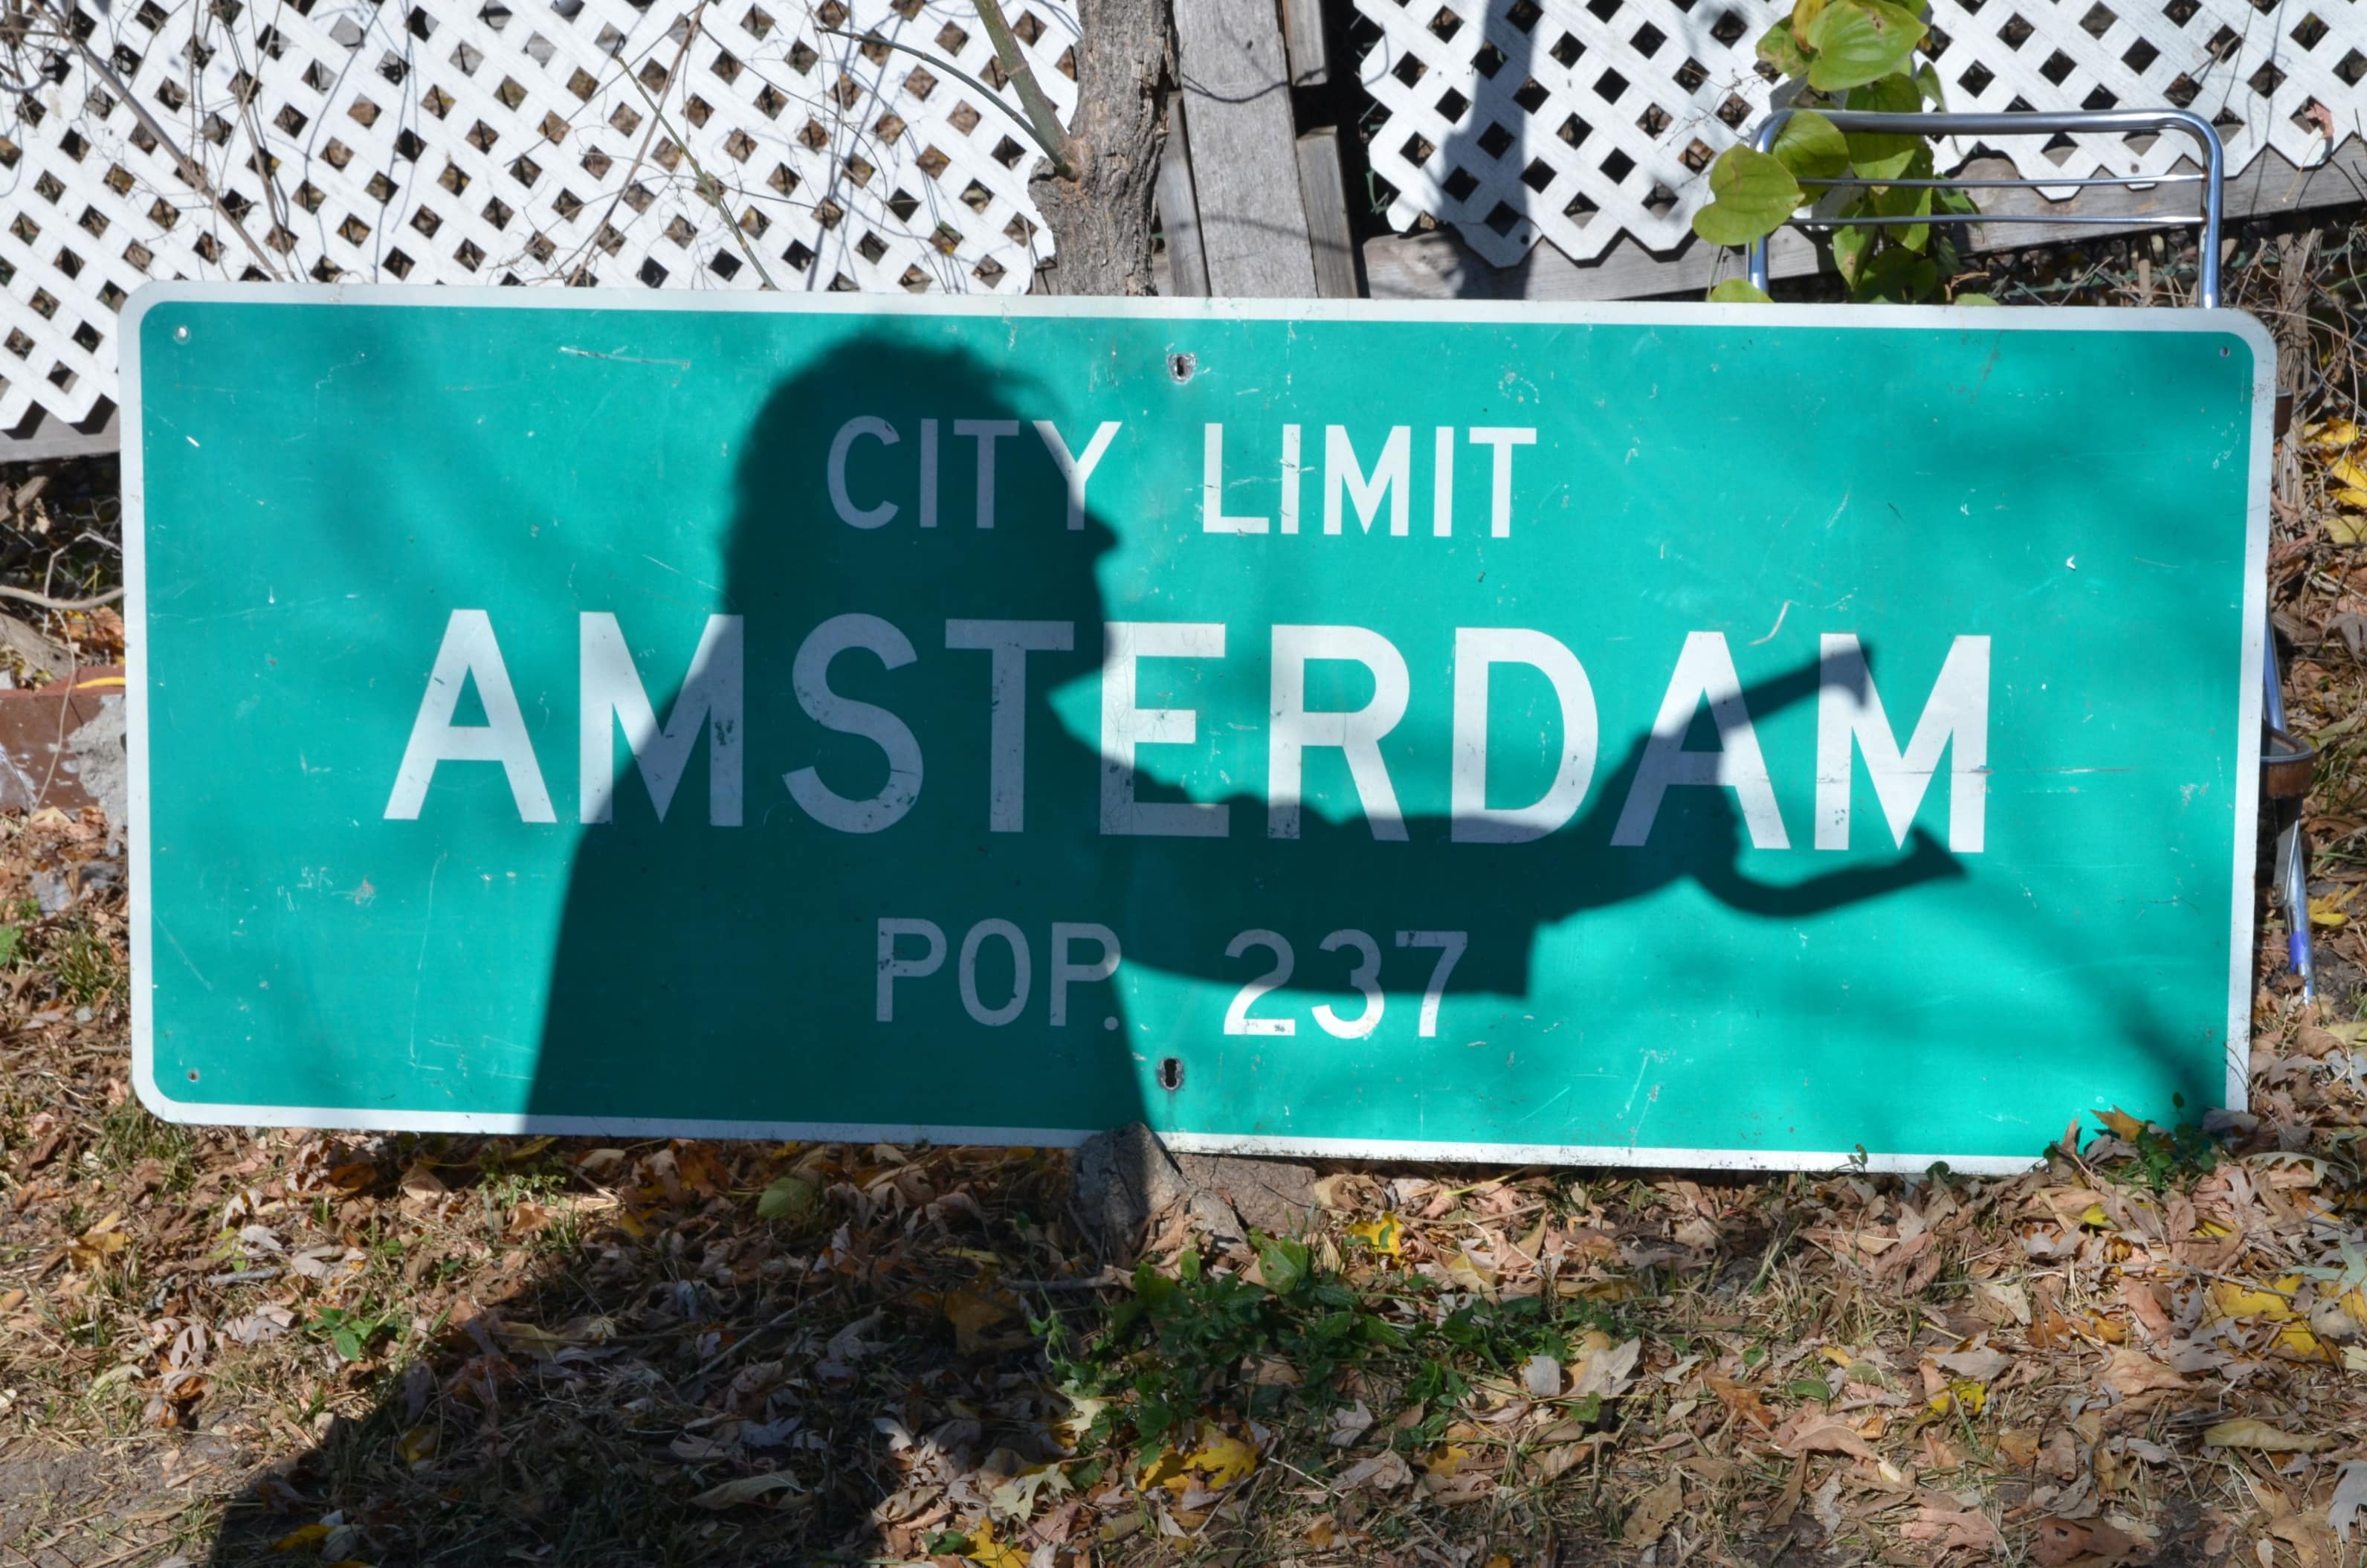 CITY LIMIT
AMSTERDAM
POP. 237